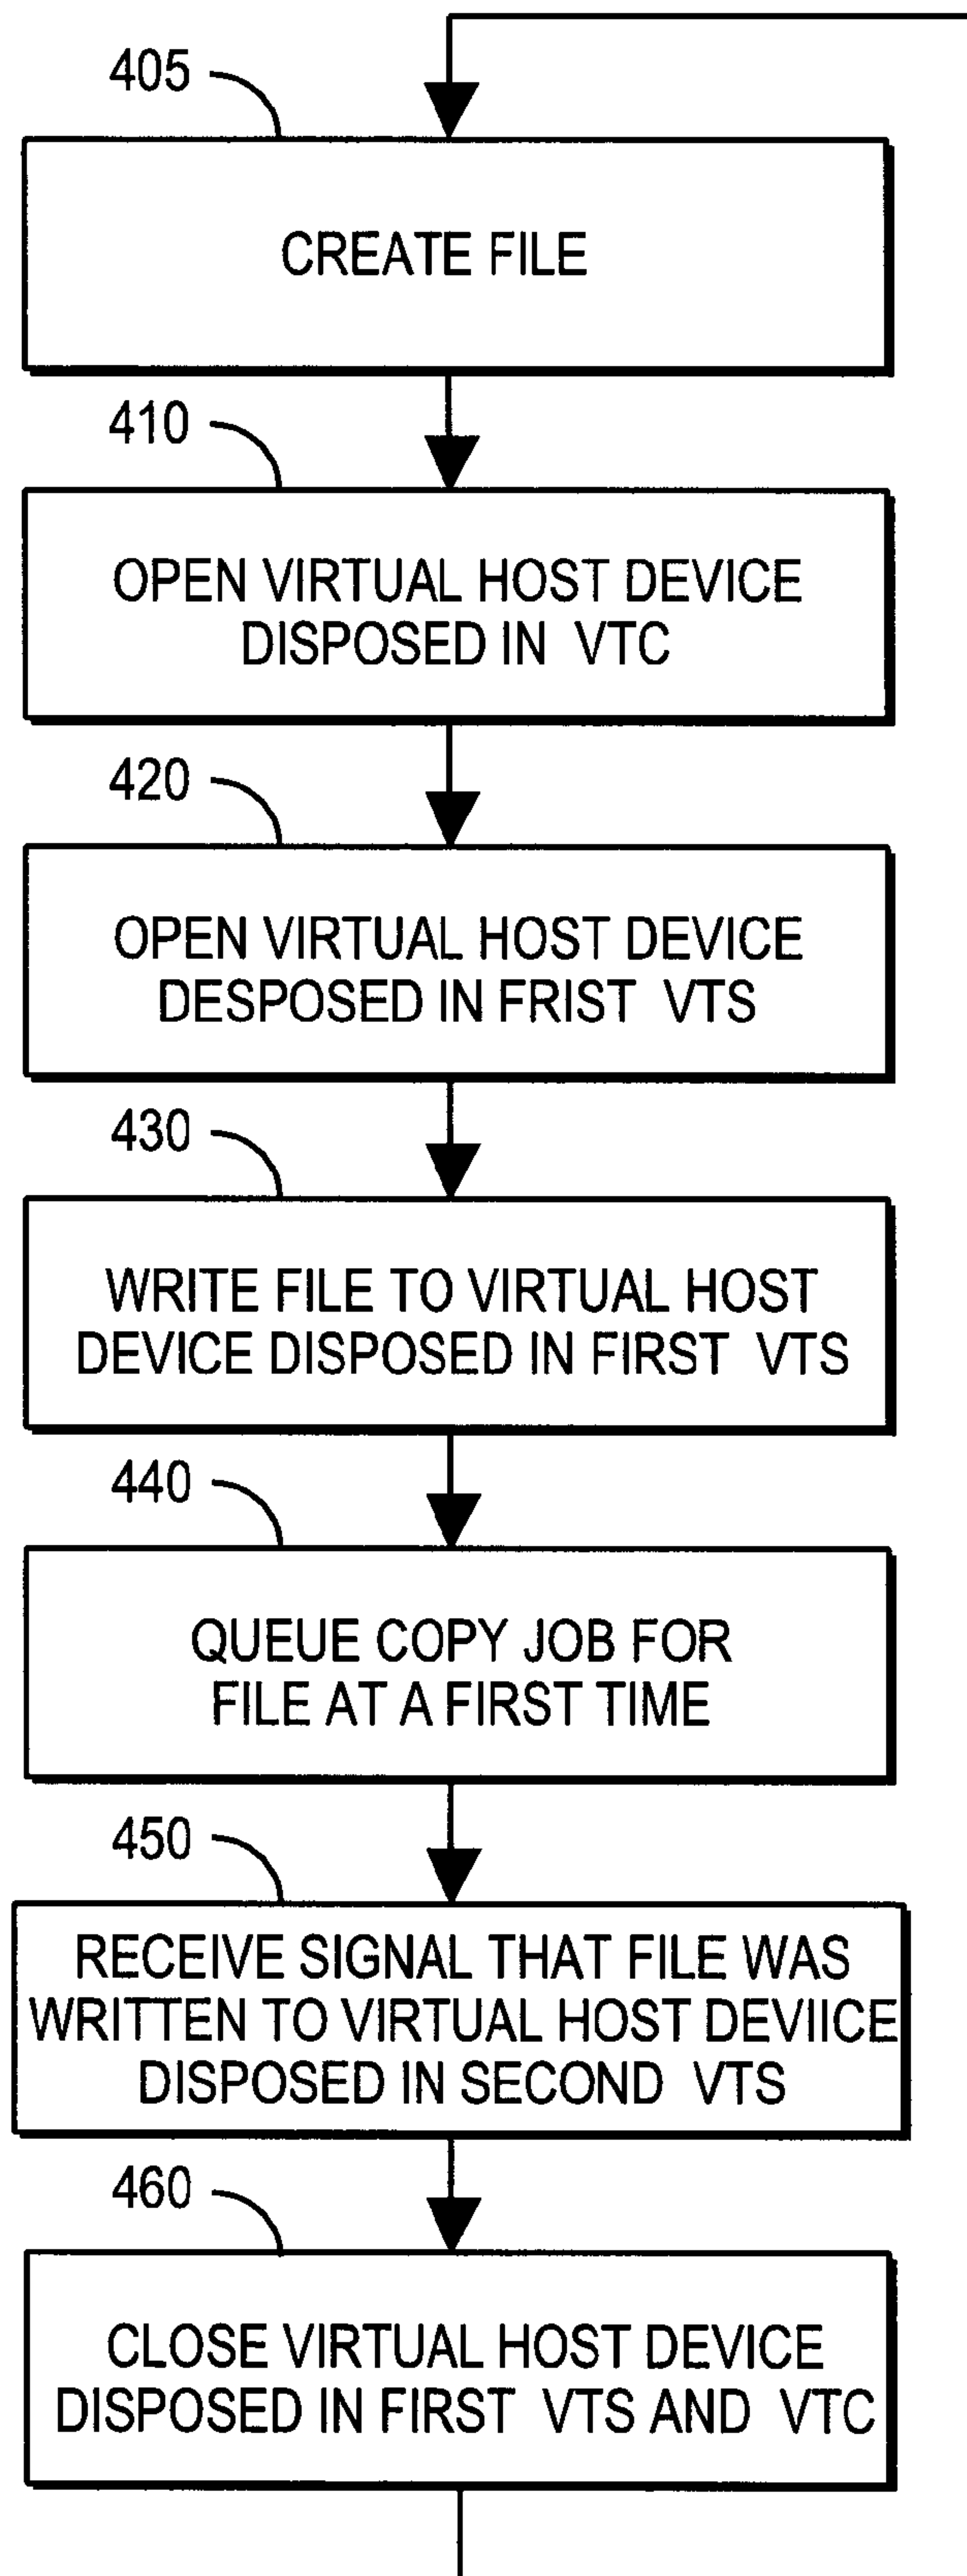 405
CREATE FILE
410
OPEN VIRTUAL HOST DEVICE
DISPOSED IN VTC
420
OPEN VIRTUAL HOST DEVICE
DESPOSED IN FRIST VTS
430
WRITE FILE TO VIRTUAL HOST
DEVICE DISPOSED IN FIRST VTS
440
QUEUE COPY JOB FOR
FILE AT A FIRST TIME
450
RECEIVE SIGNAL THAT FILE WAS
WRITTEN TO VIRTUAL HOST DEVIICE
DISPOSED IN SECOND VTS
460
CLOSE VIRTUAL HOST DEVICE
DISPOSED IN FIRST VTS AND VTC